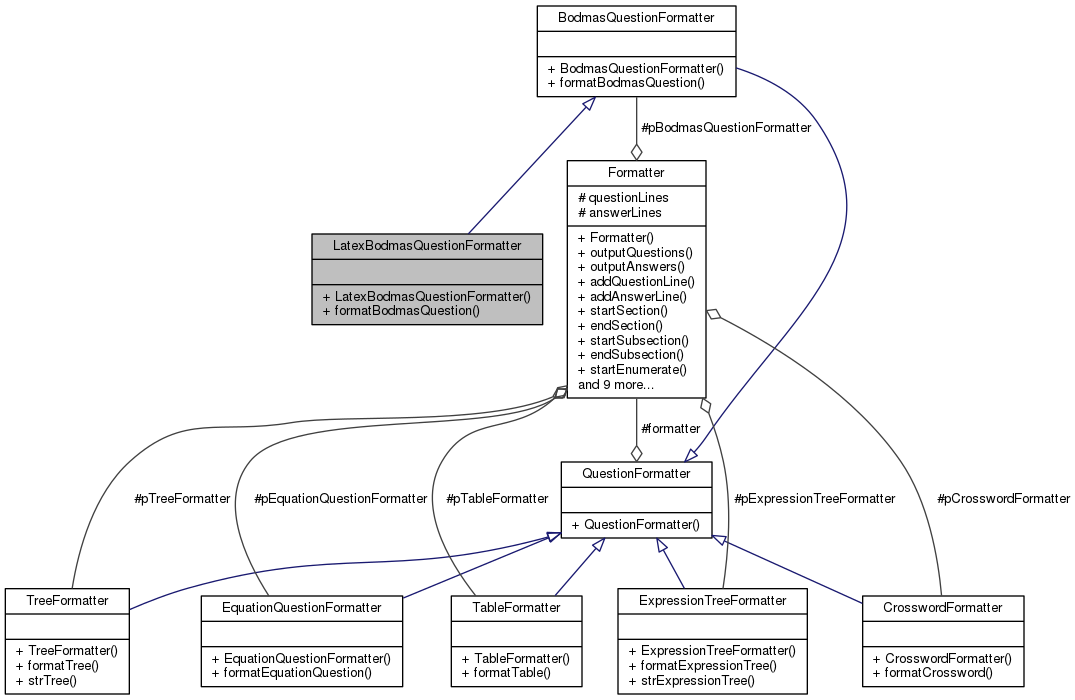 BodmasQuestionFormatter
+ BodmasQuestionFormatter()
+ formatBodmasQuestion()
#pBodmasQuestionFormatter
Formatter
# questionLines
# answerLines
+ Formatter()
+ outputQuestions()
+ outputAnswers()
+ addQuestionLine()
+ addAnswerLine()
+ startSection()
+ endSection()
+ startSubsection()
+ endSubsection()
+ startEnumerate()
and 9 more...
LatexBodmasQuestionFormatter
+ LatexBodmasQuestionFormatter()
+ formatBodmasQuestion()
#formatter
QuestionFormatter
+ QuestionFormatter()
#pTreeFormatter
#pEquationQuestionFormatter
#pTableFormatter
#pExpressionTreeFormatter
#pCrosswordFormatter
TreeFormatter
+ TreeFormatter()
+ formatTree()
+ strTree()
EquationQuestionFormatter
+ EquationQuestionFormatter()
+ formatEquationQuestion()
TableFormatter
+ TableFormatter()
+ formatTable()
ExpressionTreeFormatter
+ ExpressionTreeFormatter()
+ formatExpressionTree()
+ strExpressionTree()
CrosswordFormatter
+ CrosswordFormatter()
+ formatCrossword()